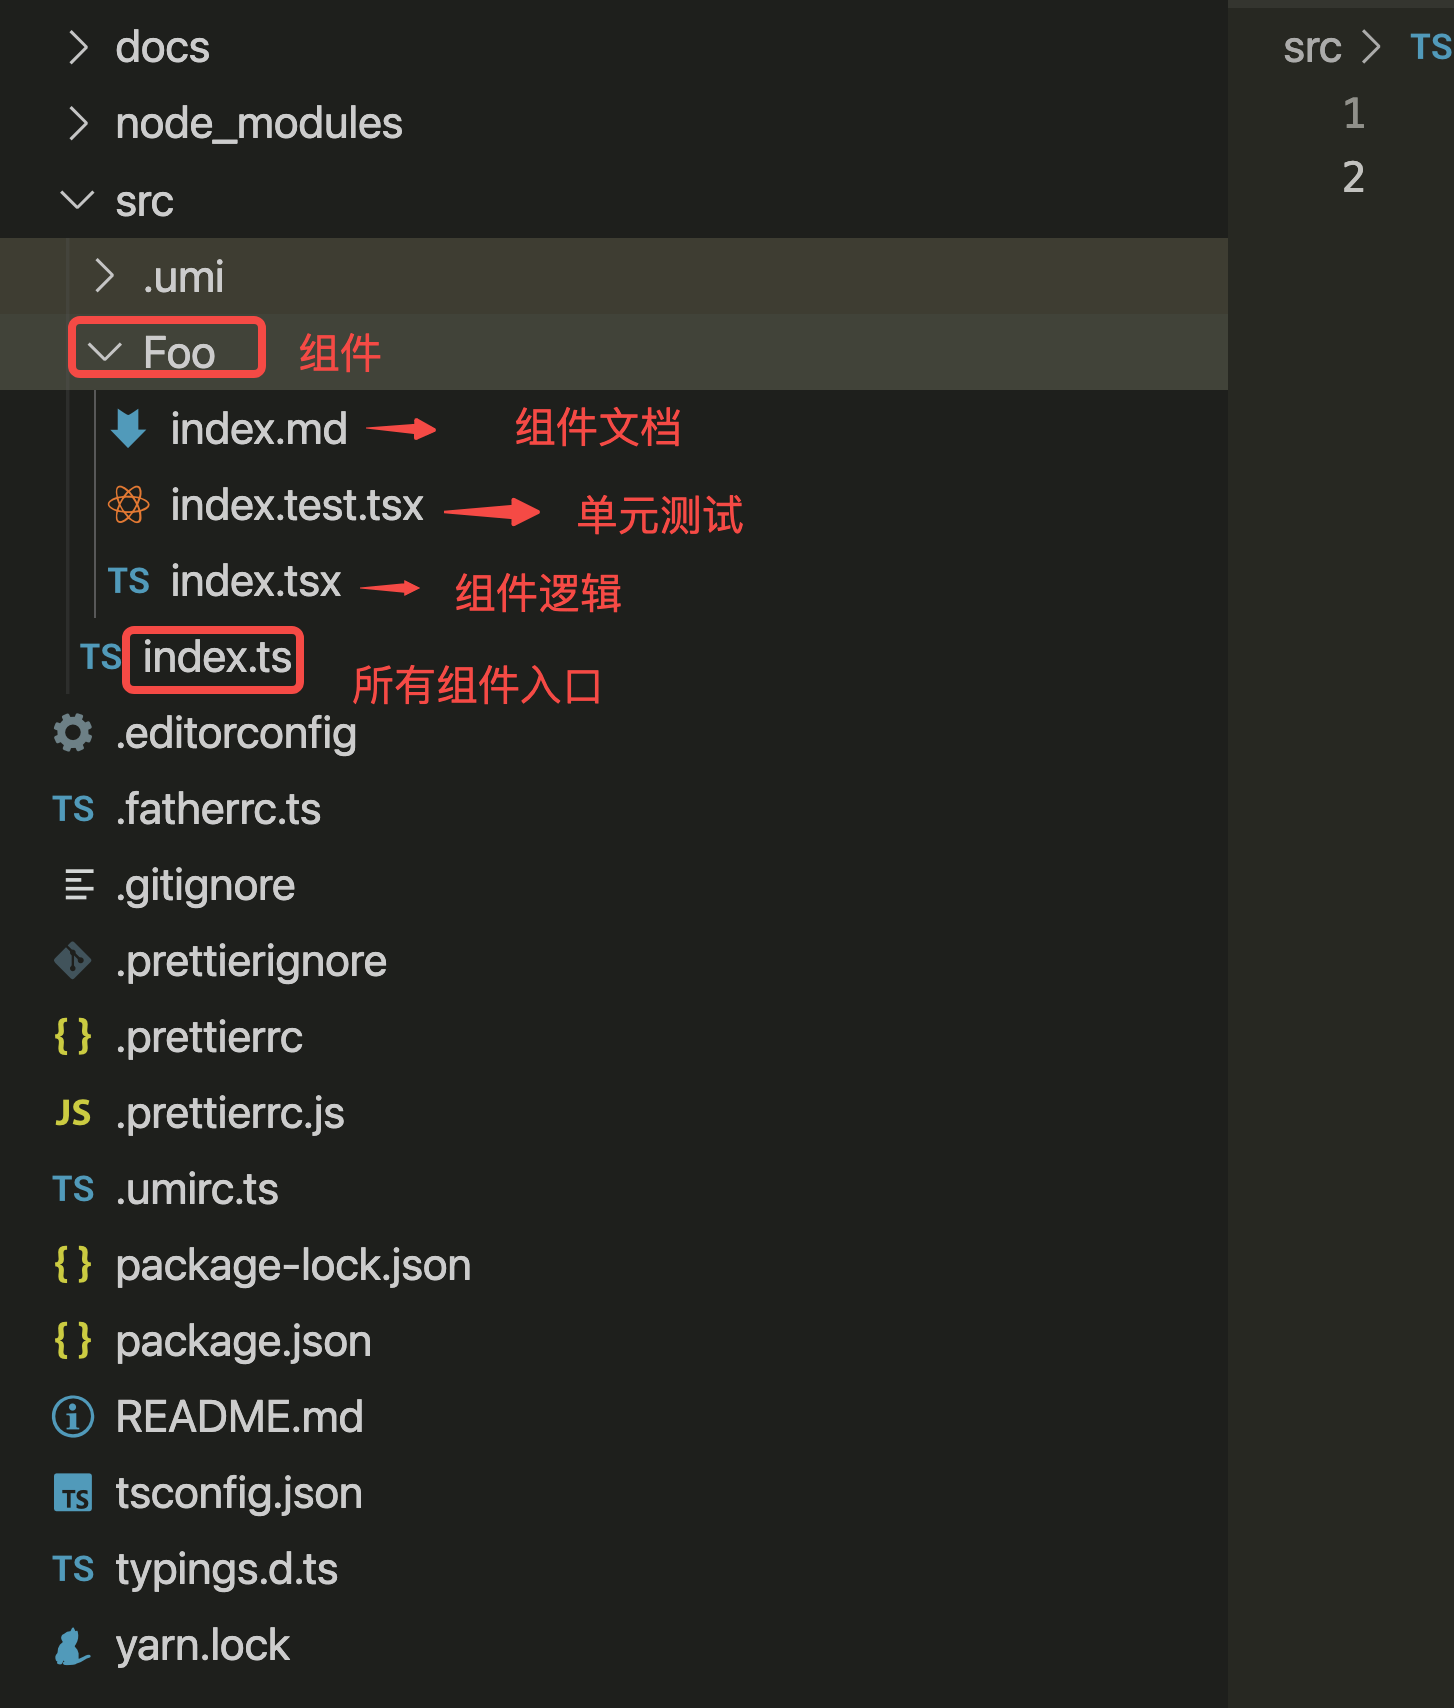 docs
node_modules
src
.umi
Foo 组件
index.md 组件文档
index.test.tsx 单元测试
TS index.tsx 组件逻辑
TS index.ts 所有组件入口
.editorconfig
TS .fatherrc.ts
.gitignore
.prettierignore
{ } .prettierrc
JS .prettierrc.js
TS .umirc.ts
{ } package-lock.json
{ } package.json
README.md
TS tsconfig.json
TS typings.d.ts
yarn.lock
src > TS
1
2